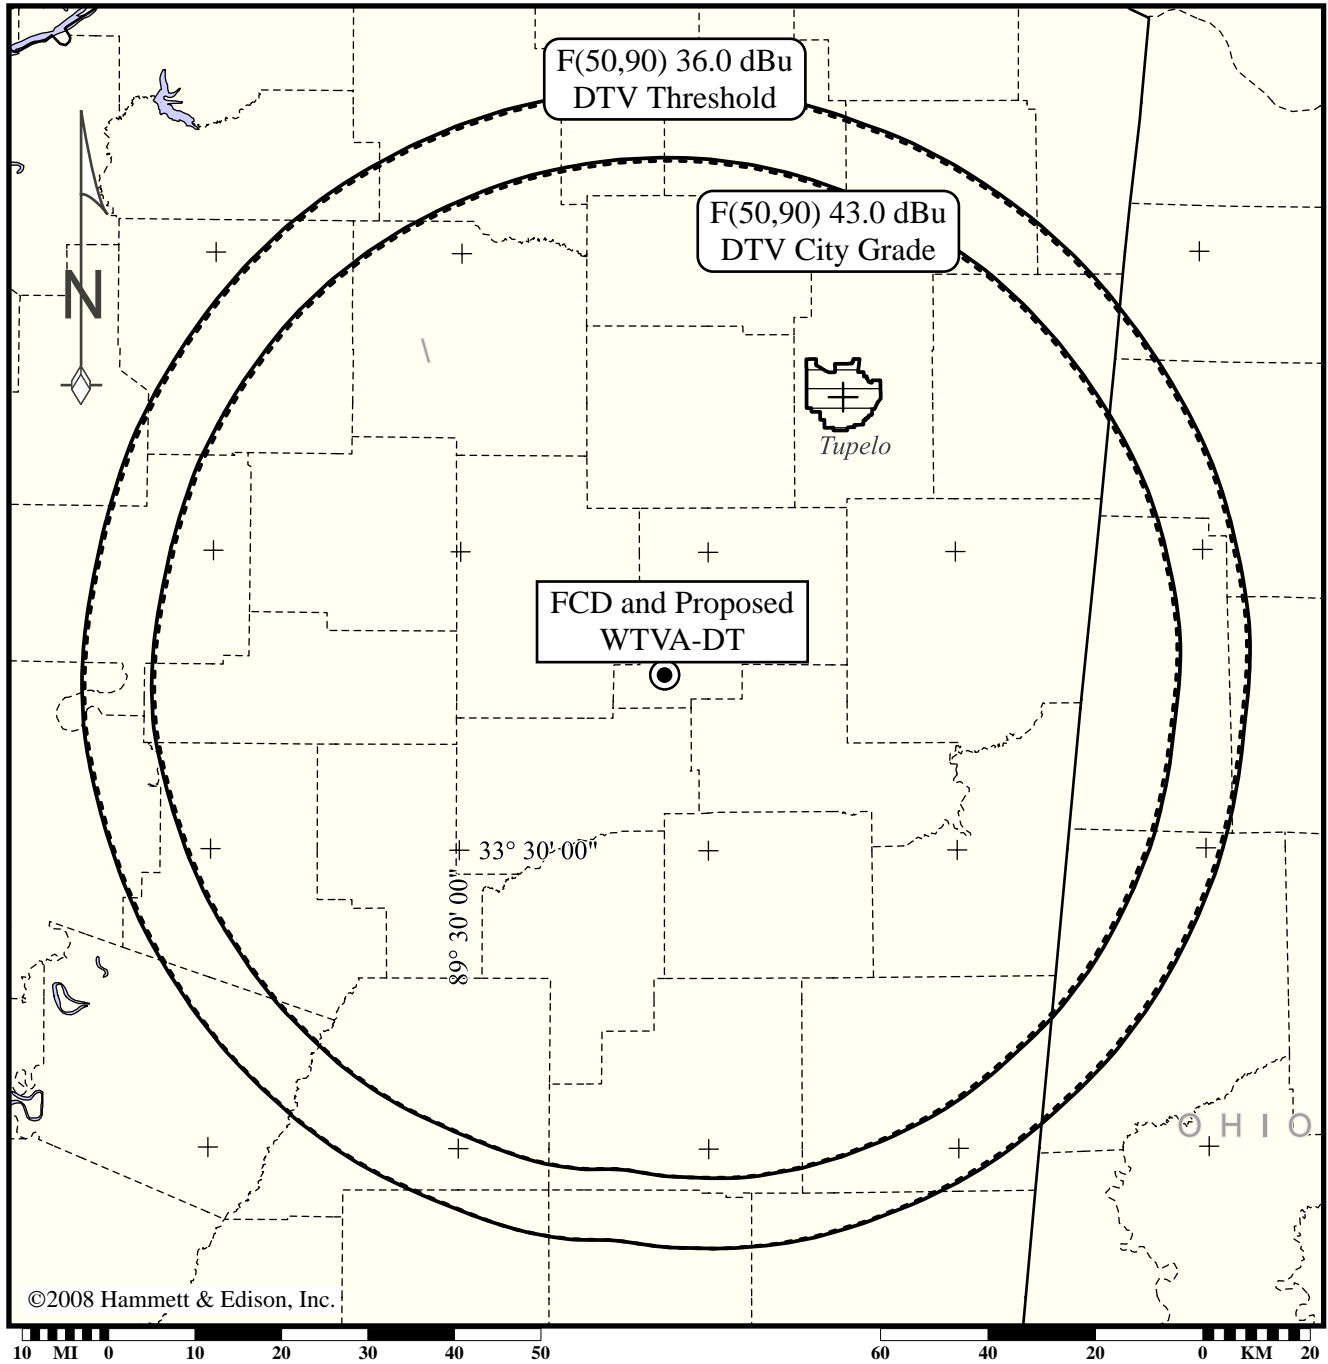 F(50,90) 36.0 dBu
DTV Threshold
F(50,90) 43.0 dBu
DTV City Grade
N
Tupelo
FCD and Proposed
WTVA-DT
33° 30' 00"
89° 30' 00"
OHIO
©2008 Hammett & Edison, Inc.
10 MI 0 10 20 30 40 50 60 40 20 0 KM 20